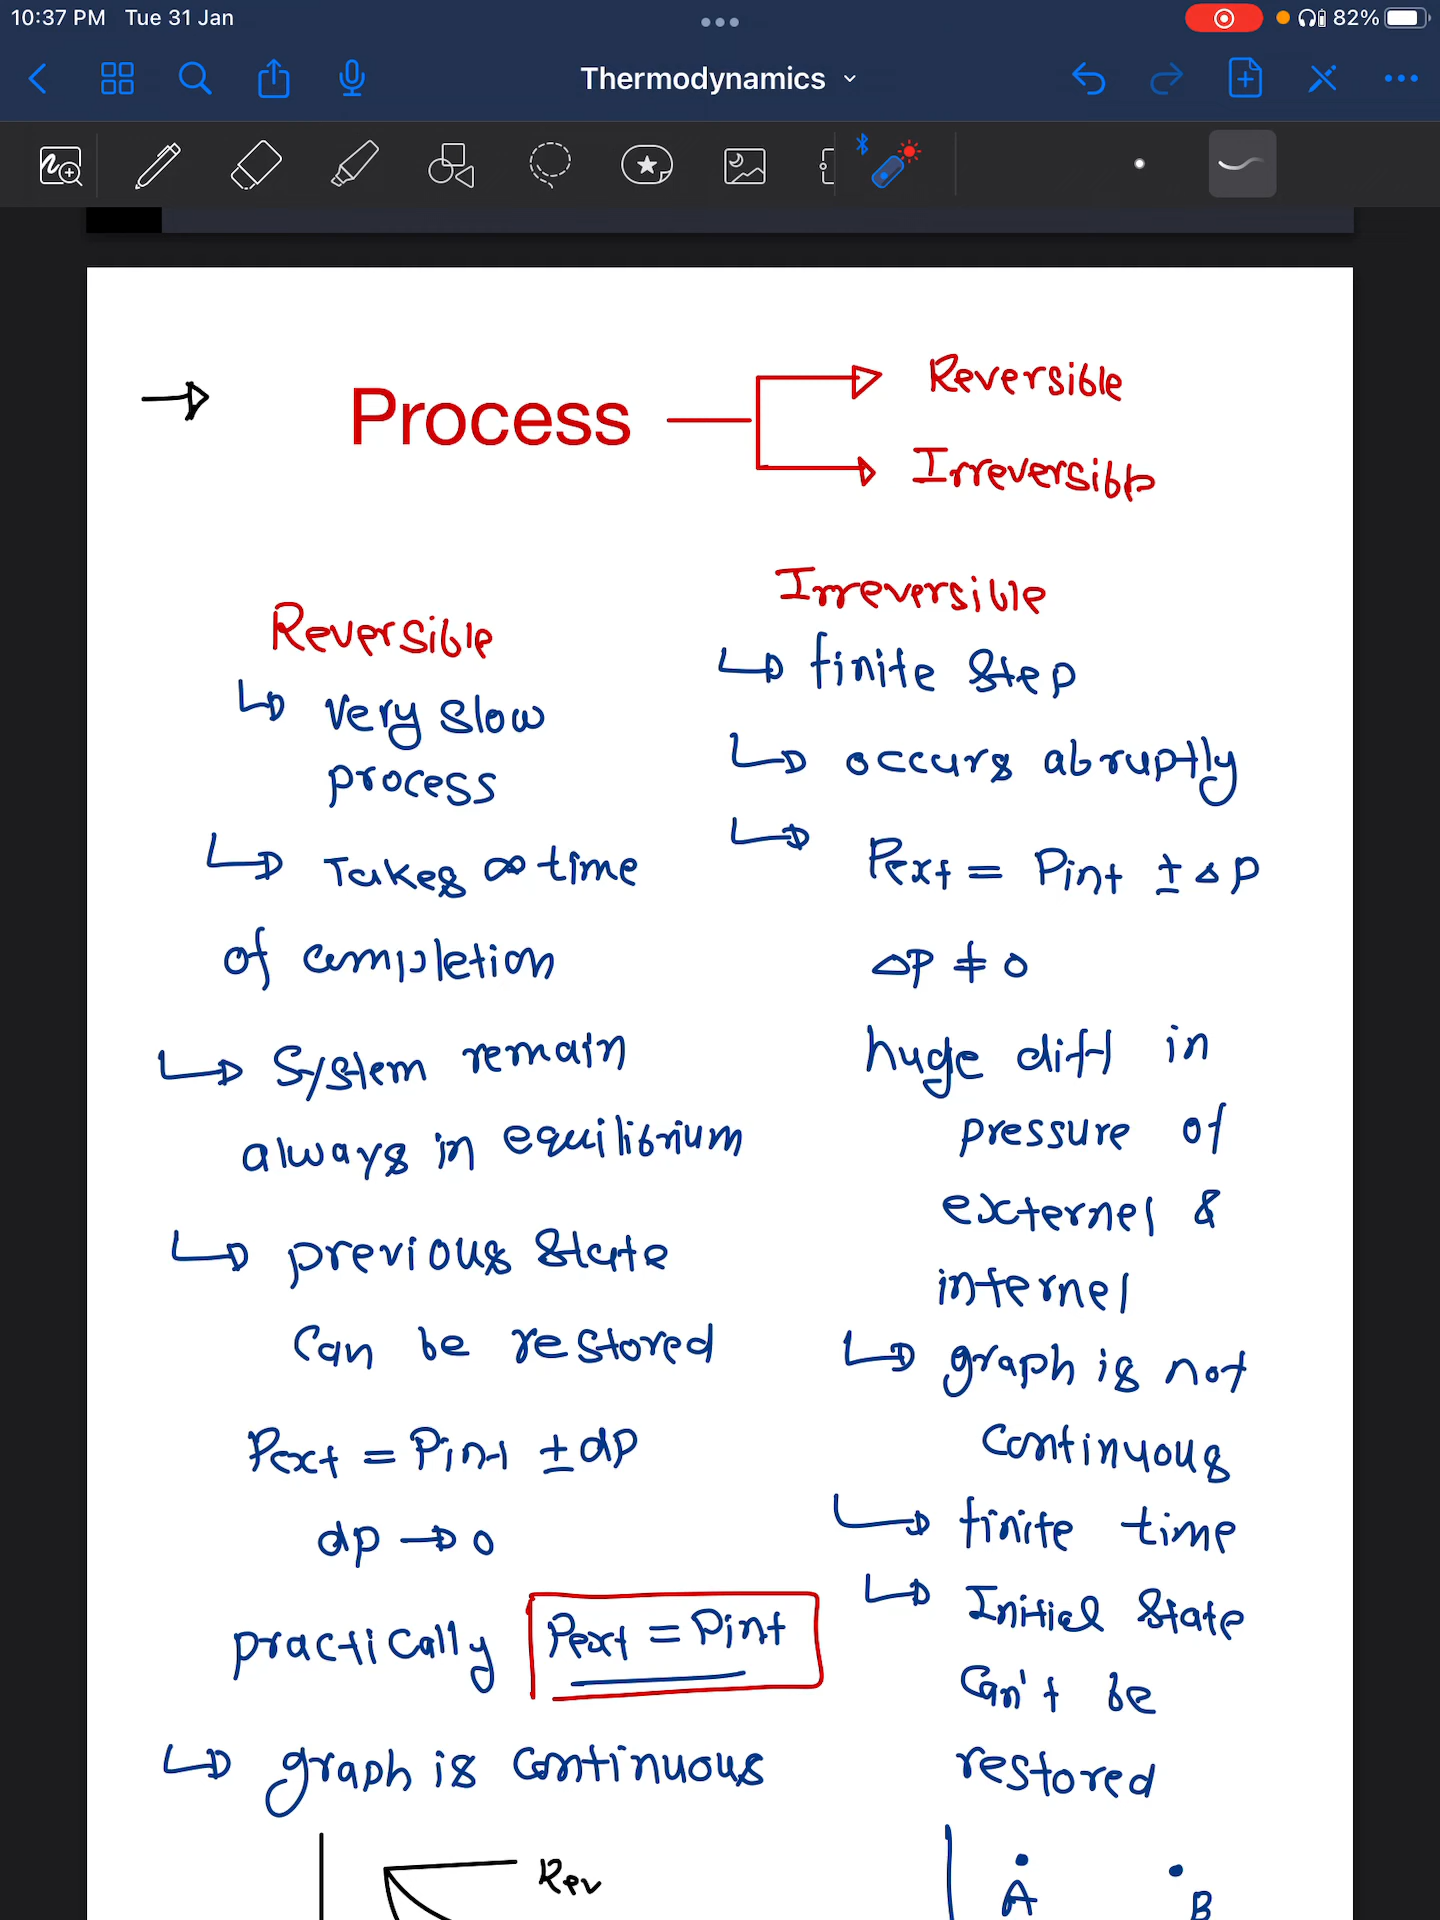 10:37 PM Tue 31 Jan
82%
Thermodynamics
Process
Reversible
Irreversible
Reversible
very slow
process
Takes ∞ time
of completion
System remain
always in equilibrium
previous state
can be restored
Pext = Pint ± dp
dp → 0
practically Pext = Pint
graph is continuous
Rev
Irreversible
finite step
occurs abruptly
Pext = Pint ± ΔP
ΔP ≠ 0
huge diff in
pressure of
externel &
internel
graph is not
continuous
finite time
Initial state
can't be
restored
A
B